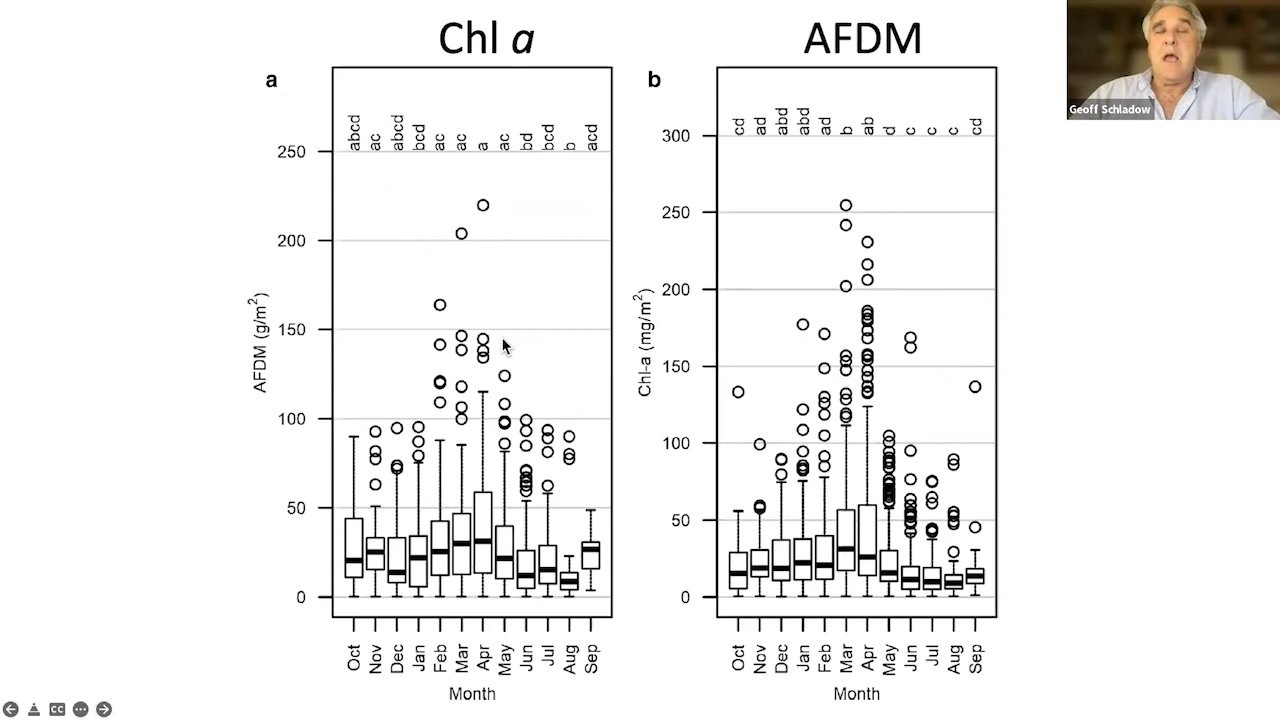 Chl a
AFDM
Geoff Schladow
a
b
abcd
ac
abcd
bcd
ac
ac
a
ac
bd
bcd
b
acd
250
200
150
100
50
0
AFDM (g/m²)
Oct
Nov
Dec
Jan
Feb
Mar
Apr
May
Jun
Jul
Aug
Sep
Month
cd
ad
abd
abd
ad
b
ab
d
c
c
c
cd
300
250
200
150
100
50
0
Chl-a (mg/m²)
Oct
Nov
Dec
Jan
Feb
Mar
Apr
May
Jun
Jul
Aug
Sep
Month
CC